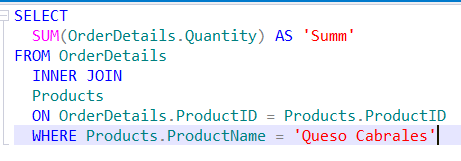 SELECT
SUM(OrderDetails.Quantity) AS 'Summ'
FROM OrderDetails
INNER JOIN
Products
ON OrderDetails.ProductID = Products.ProductID
WHERE Products.ProductName = 'Queso Cabrales'